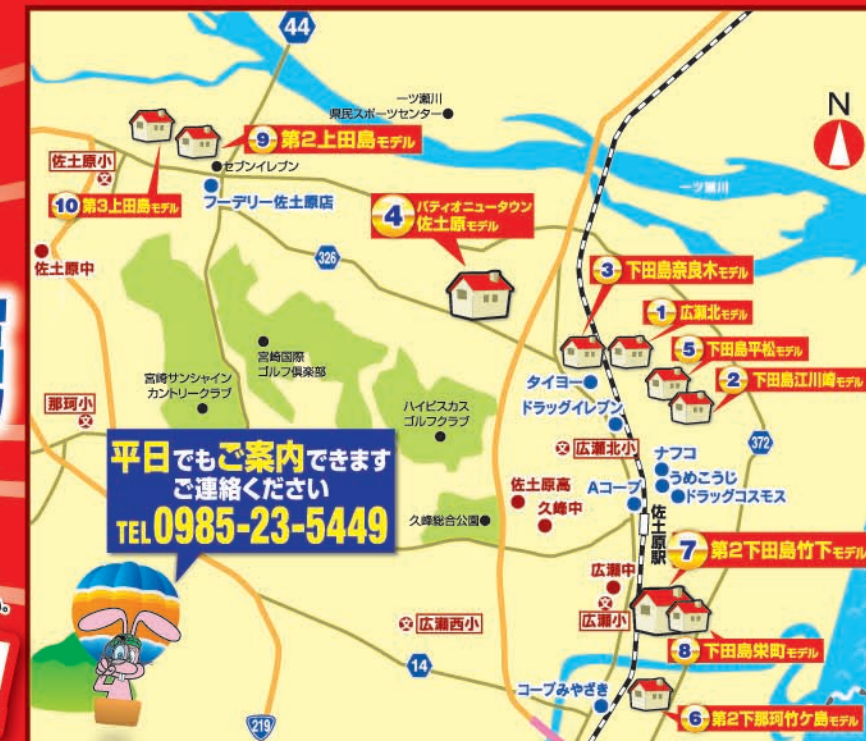 44
一ツ瀬川
県民スポーツセンター
N
9 第2上田島モデル
佐土原小
文
セブンイレブン
10 第3上田島モデル
フーデリー佐土原店
4 パティオニュータウン
佐土原モデル
一ツ瀬川
佐土原中
326
3 下田島奈良木モデル
1 広瀬北モデル
宮崎国際
ゴルフ倶楽部
5 下田島平松モデル
宮崎サンシャイン
カントリークラブ
タイヨー
2 下田島江川崎モデル
那珂小
文
ハイビスカス
ゴルフクラブ
ドラッグイレブン
372
文 広瀬北小
ナフコ
平日でもご案内できます
ご連絡ください
TEL 0985-23-5449
佐土原高
うめこうじ
Aコープ
ドラッグコスモス
久峰中
久峰総合公園
佐土原駅
7 第2下田島竹下モデル
広瀬中
文
広瀬小
文 広瀬西小
8 下田島栄町モデル
14
コープみやざき
219
6 第2下那珂竹ケ島モデル